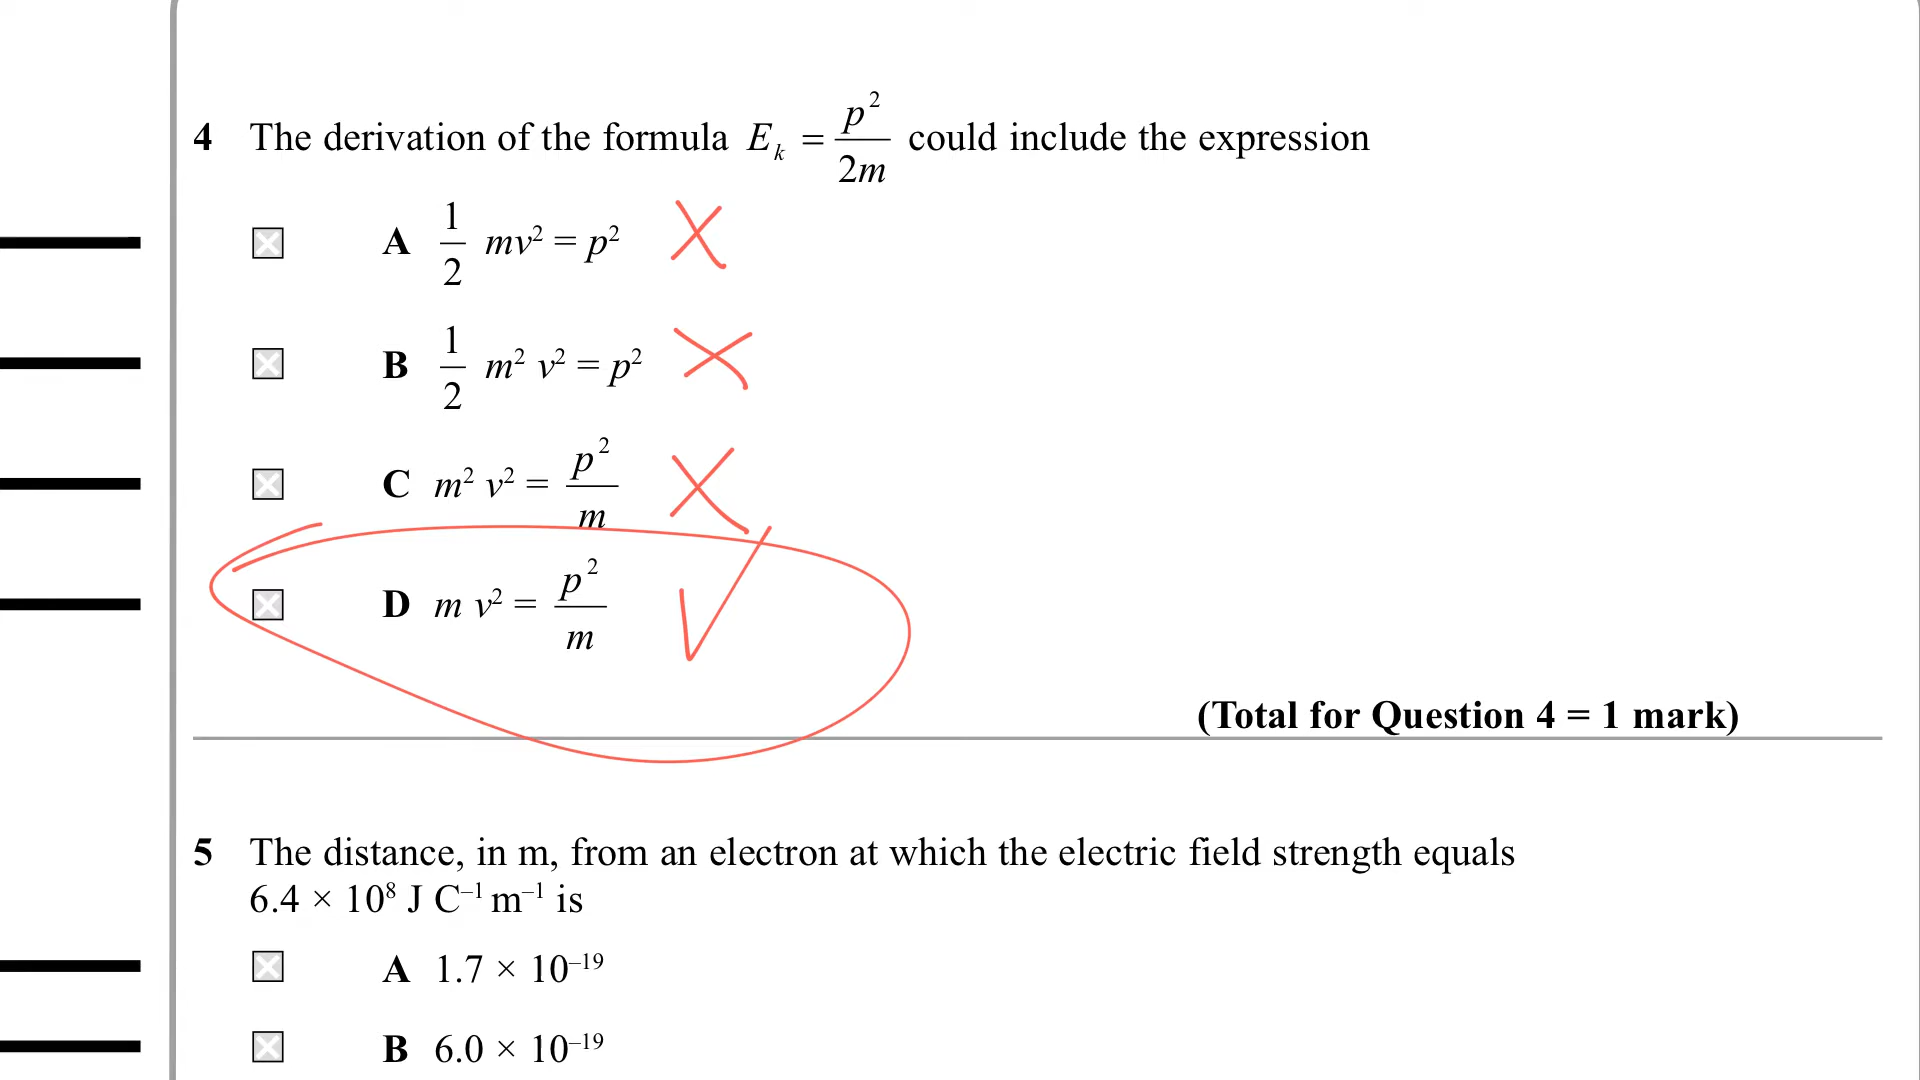 4 The derivation of the formula Eₖ = p²/2m could include the expression
A 1/2 mv² = p²
B 1/2 m² v² = p²
C m² v² = p²/m
D m v² = p²/m
(Total for Question 4 = 1 mark)
5 The distance, in m, from an electron at which the electric field strength equals
6.4 × 10⁸ J C⁻¹ m⁻¹ is
A 1.7 × 10⁻¹⁹
B 6.0 × 10⁻¹⁹